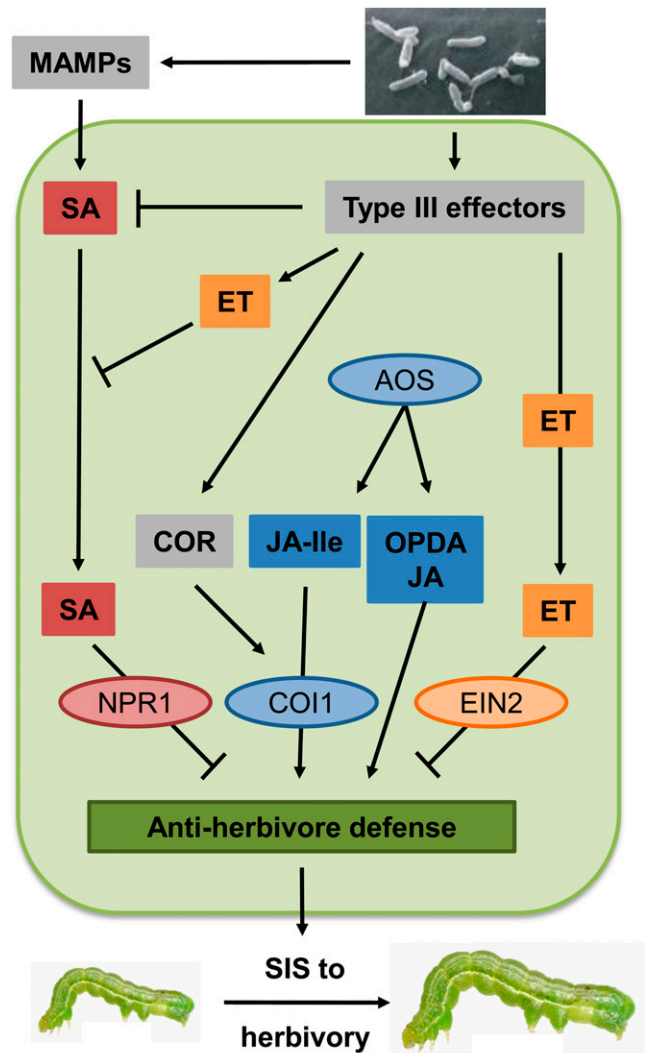 MAMPs
SA
Type III effectors
ET
AOS
ET
COR
JA-Ile
OPDA
JA
SA
ET
NPR1
COI1
EIN2
Anti-herbivore defense
SIS to
herbivory